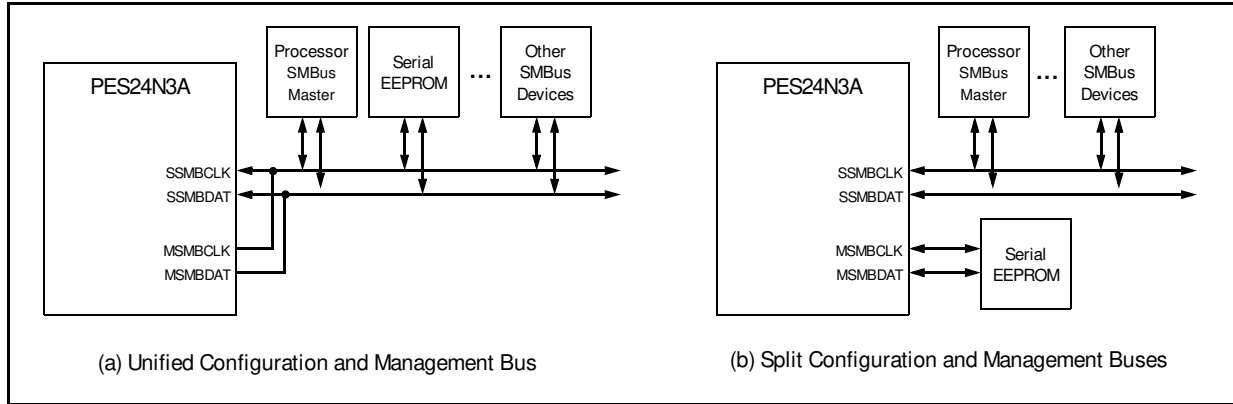 PES24N3A
Processor
SMBus
Master
Serial
EEPROM
...
Other
SMBus
Devices
SSMBCLK
SSMBDAT
MSMBCLK
MSMBDAT
(a) Unified Configuration and Management Bus
PES24N3A
Processor
SMBus
Master
...
Other
SMBus
Devices
SSMBCLK
SSMBDAT
MSMBCLK
MSMBDAT
Serial
EEPROM
(b) Split Configuration and Management Buses